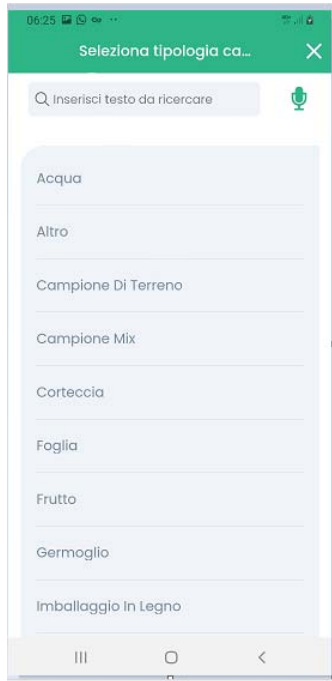 06:25
Seleziona tipologia ca...
Inserisci testo da ricercare
Acqua
Altro
Campione Di Terreno
Campione Mix
Corteccia
Foglia
Frutto
Germoglio
Imballaggio In Legno